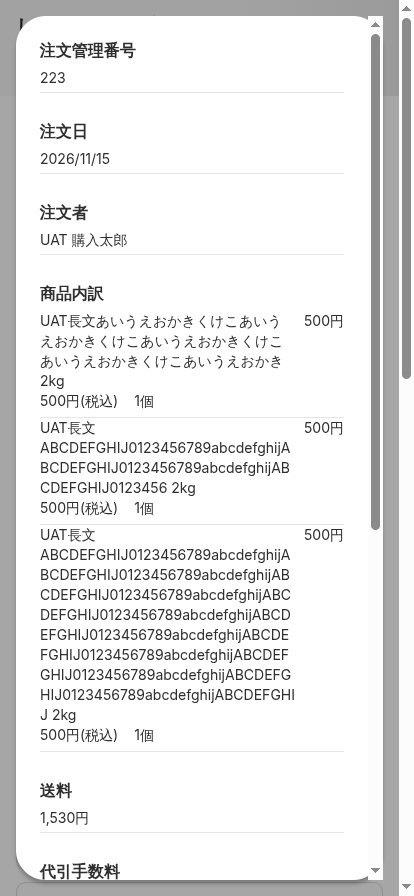 注文管理番号
223
注文日
2026/11/15
注文者
UAT 購入太郎
商品内訳
UAT長文あいうえおかきくけこあいう 500円
えおかきくけこあいうえおかきくけこ
あいうえおかきくけこあいうえおかき
2kg
500円(税込) 1個
UAT長文 500円
ABCDEFGHIJ0123456789abcdefghijA
BCDEFGHIJ0123456789abcdefghijAB
CDEFGHIJ0123456 2kg
500円(税込) 1個
UAT長文 500円
ABCDEFGHIJ0123456789abcdefghijA
BCDEFGHIJ0123456789abcdefghijAB
CDEFGHIJ0123456789abcdefghijABC
DEFGHIJ0123456789abcdefghijABCD
EFGHIJ0123456789abcdefghijABCDE
FGHIJ0123456789abcdefghijABCDEF
GHIJ0123456789abcdefghijABCDEFG
HIJ0123456789abcdefghijABCDEFGHI
J 2kg
500円(税込) 1個
送料
1,530円
代引手数料